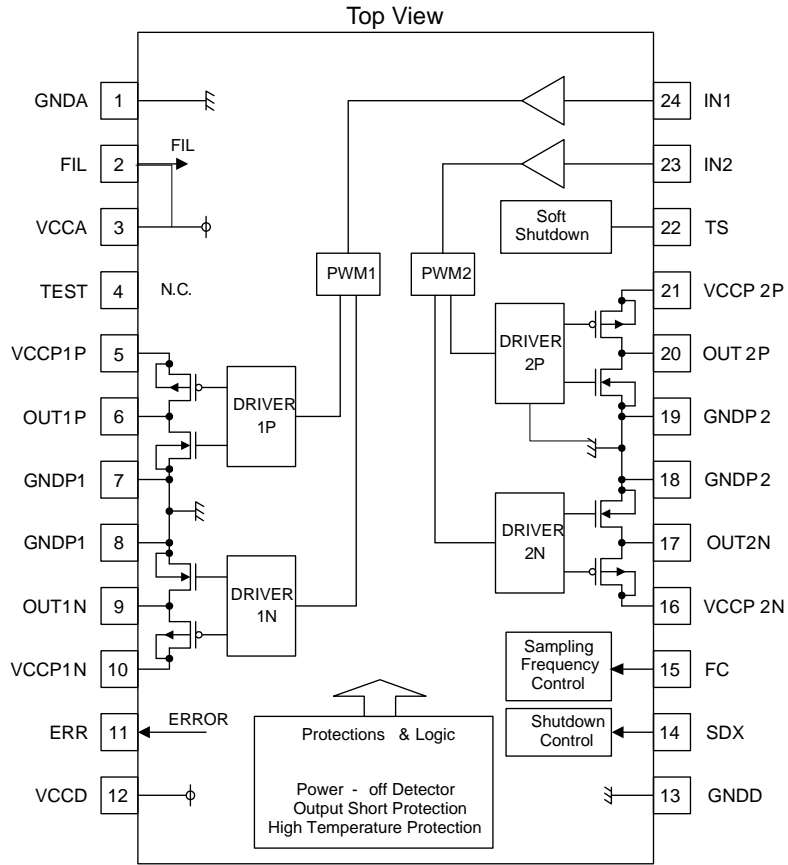 Top View
GNDA 1
24 IN1
FIL 2
FIL
23 IN2
VCCA 3
Soft
Shutdown
22 TS
TEST 4 N.C.
PWM1
PWM2
21 VCCP 2P
VCCP1P 5
DRIVER
2P
20 OUT 2P
OUT1P 6
DRIVER
1P
19 GNDP 2
GNDP1 7
18 GNDP 2
GNDP1 8
DRIVER
2N
17 OUT2N
OUT1N 9
DRIVER
1N
16 VCCP 2N
VCCP1N 10
Sampling
Frequency
Control
15 FC
ERR 11
ERROR
Protections & Logic
Power - off Detector
Output Short Protection
High Temperature Protection
Shutdown
Control
14 SDX
VCCD 12
13 GNDD